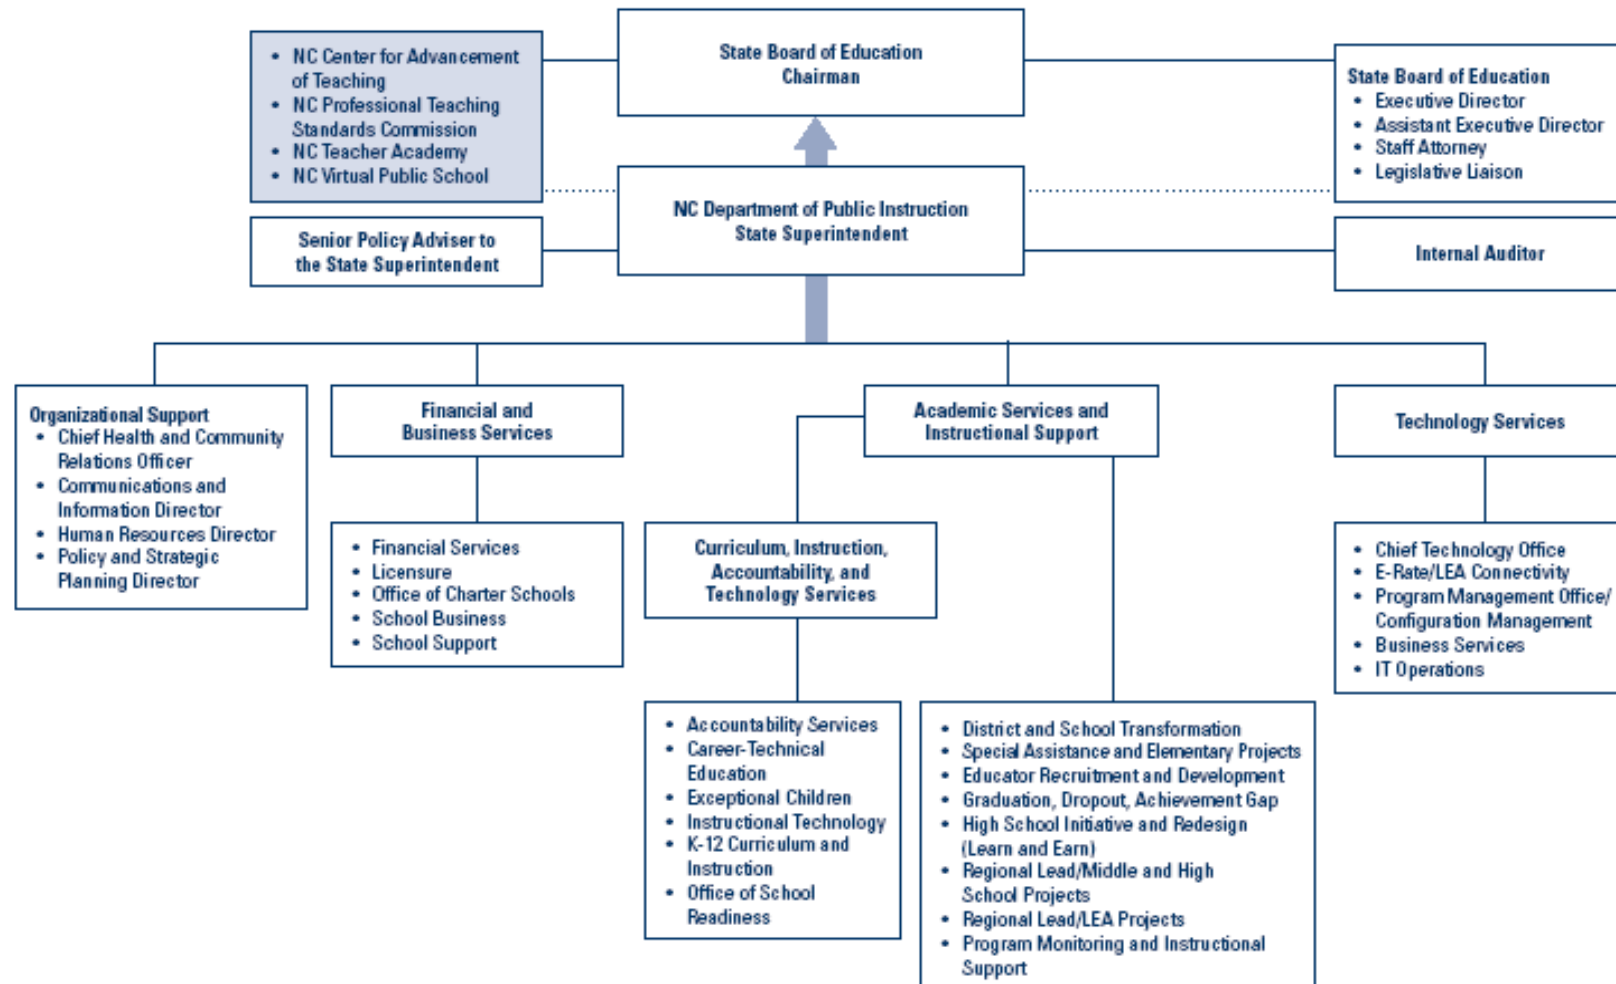 • NC Center for Advancement
of Teaching
• NC Professional Teaching
Standards Commission
• NC Teacher Academy
• NC Virtual Public School
State Board of Education
Chairman
State Board of Education
• Executive Director
• Assistant Executive Director
• Staff Attorney
• Legislative Liaison
NC Department of Public Instruction
State Superintendent
Senior Policy Adviser to
the State Superintendent
Internal Auditor
Organizational Support
• Chief Health and Community
Relations Officer
• Communications and
Information Director
• Human Resources Director
• Policy and Strategic
Planning Director
Financial and
Business Services
• Financial Services
• Licensure
• Office of Charter Schools
• School Business
• School Support
Academic Services and
Instructional Support
Curriculum, Instruction,
Accountability, and
Technology Services
• Accountability Services
• Career-Technical
Education
• Exceptional Children
• Instructional Technology
• K-12 Curriculum and
Instruction
• Office of School
Readiness
• District and School Transformation
• Special Assistance and Elementary Projects
• Educator Recruitment and Development
• Graduation, Dropout, Achievement Gap
• High School Initiative and Redesign
(Learn and Earn)
• Regional Lead/Middle and High
School Projects
• Regional Lead/LEA Projects
• Program Monitoring and Instructional
Support
Technology Services
• Chief Technology Office
• E-Rate/LEA Connectivity
• Program Management Office/
Configuration Management
• Business Services
• IT Operations